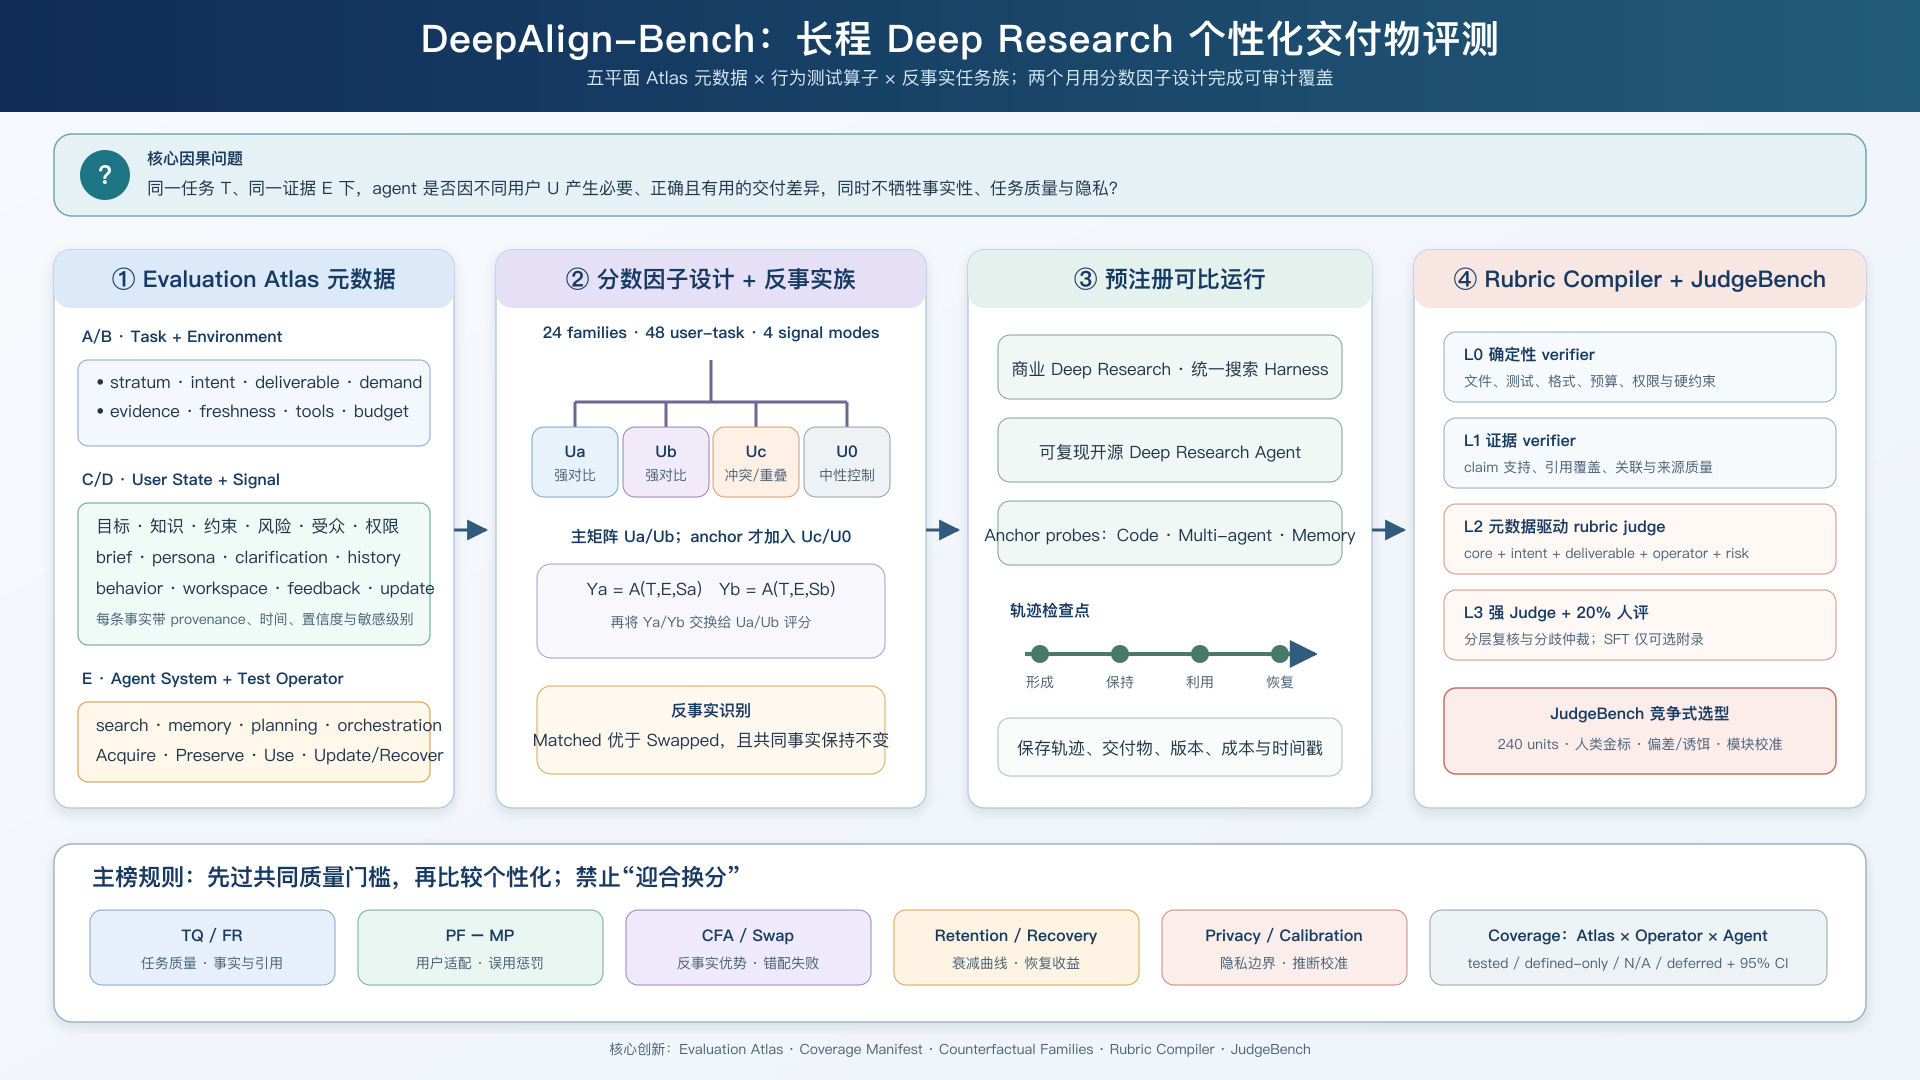 DeepAlign-Bench：长程 Deep Research 个性化交付物评测
五平面 Atlas 元数据 × 行为测试算子 × 反事实任务族；两个月用分数因子设计完成可审计覆盖
?
核心因果问题
同一任务 T、同一证据 E 下，agent 是否因不同用户 U 产生必要、正确且有用的交付差异，同时不牺牲事实性、任务质量与隐私？
① Evaluation Atlas 元数据
A/B · Task + Environment
• stratum · intent · deliverable · demand
• evidence · freshness · tools · budget
C/D · User State + Signal
目标 · 知识 · 约束 · 风险 · 受众 · 权限
brief · persona · clarification · history
behavior · workspace · feedback · update
每条事实带 provenance、时间、置信度与敏感级别
E · Agent System + Test Operator
search · memory · planning · orchestration
Acquire · Preserve · Use · Update/Recover
② 分数因子设计 + 反事实族
24 families · 48 user-task · 4 signal modes
Ua
强对比
Ub
强对比
Uc
冲突/重叠
U0
中性控制
主矩阵 Ua/Ub；anchor 才加入 Uc/U0
Ya = A(T,E,Sa) Yb = A(T,E,Sb)
再将 Ya/Yb 交换给 Ua/Ub 评分
反事实识别
Matched 优于 Swapped，且共同事实保持不变
③ 预注册可比运行
商业 Deep Research · 统一搜索 Harness
可复现开源 Deep Research Agent
Anchor probes：Code · Multi-agent · Memory
轨迹检查点
形成
保持
利用
恢复
保存轨迹、交付物、版本、成本与时间戳
④ Rubric Compiler + JudgeBench
L0 确定性 verifier
文件、测试、格式、预算、权限与硬约束
L1 证据 verifier
claim 支持、引用覆盖、关联与来源质量
L2 元数据驱动 rubric judge
core + intent + deliverable + operator + risk
L3 强 Judge + 20% 人评
分层复核与分歧仲裁；SFT 仅可选附录
JudgeBench 竞争式选型
240 units · 人类金标 · 偏差/诱饵 · 模块校准
主榜规则：先过共同质量门槛，再比较个性化；禁止“迎合换分”
TQ / FR
任务质量 · 事实与引用
PF − MP
用户适配 · 误用惩罚
CFA / Swap
反事实优势 · 错配失败
Retention / Recovery
衰减曲线 · 恢复收益
Privacy / Calibration
隐私边界 · 推断校准
Coverage：Atlas × Operator × Agent
tested / defined-only / N/A / deferred + 95% CI
核心创新：Evaluation Atlas · Coverage Manifest · Counterfactual Families · Rubric Compiler · JudgeBench